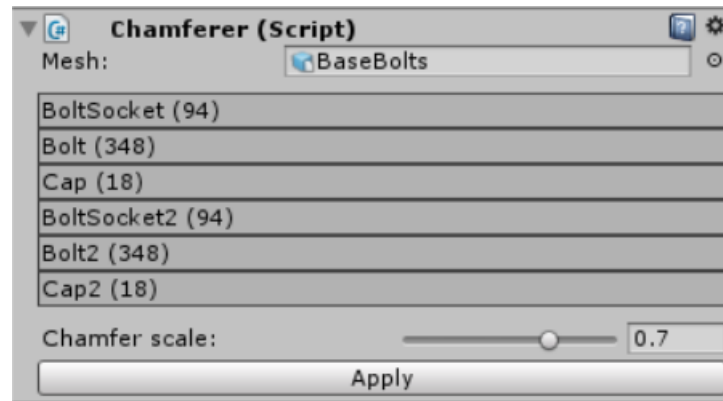 Chamferer (Script)
Mesh: BaseBolts
BoltSocket (94)
Bolt (348)
Cap (18)
BoltSocket2 (94)
Bolt2 (348)
Cap2 (18)
Chamfer scale: 0.7
Apply